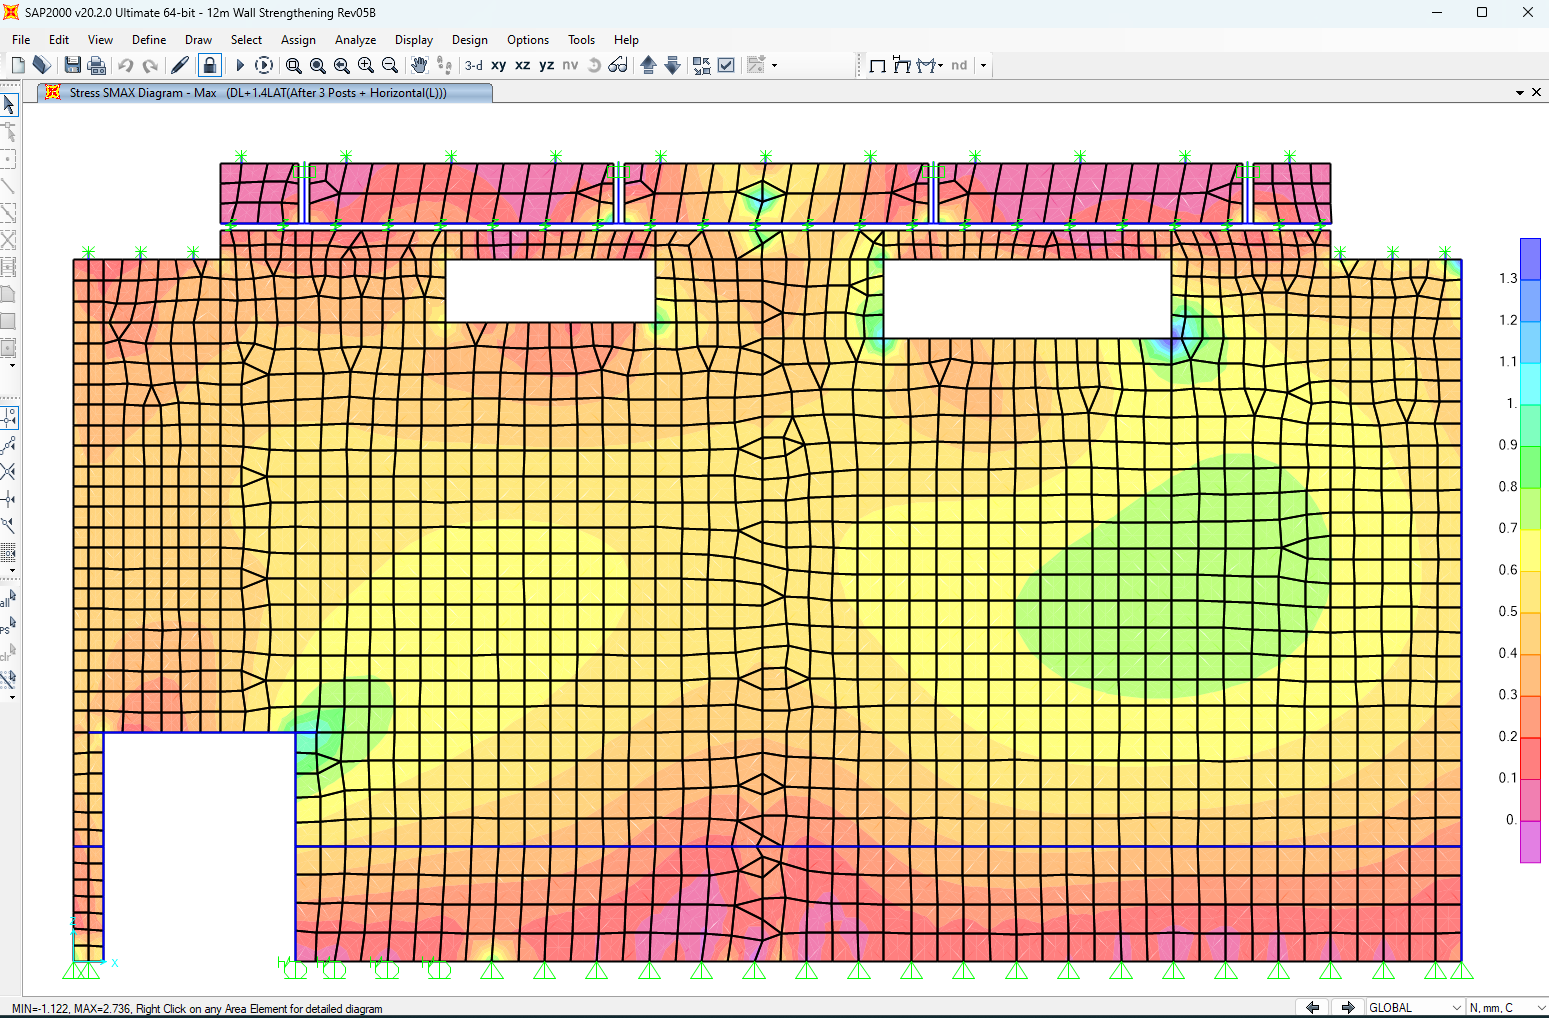 SAP2000 v20.2.0 Ultimate 64-bit - 12m Wall Strengthening Rev05B
File Edit View Define Draw Select Assign Analyze Display Design Options Tools Help
3-d xy xz yz nv nd
Stress SMAX Diagram - Max (DL+1.4LAT(After 3 Posts + Horizontal(L)))
1.3
1.2
1.1
1.
0.9
0.8
0.7
0.6
0.5
0.4
0.3
0.2
0.1
0.
all
PS
clr
Z
X
MIN=-1.122, MAX=2.736, Right Click on any Area Element for detailed diagram
GLOBAL
N, mm, C